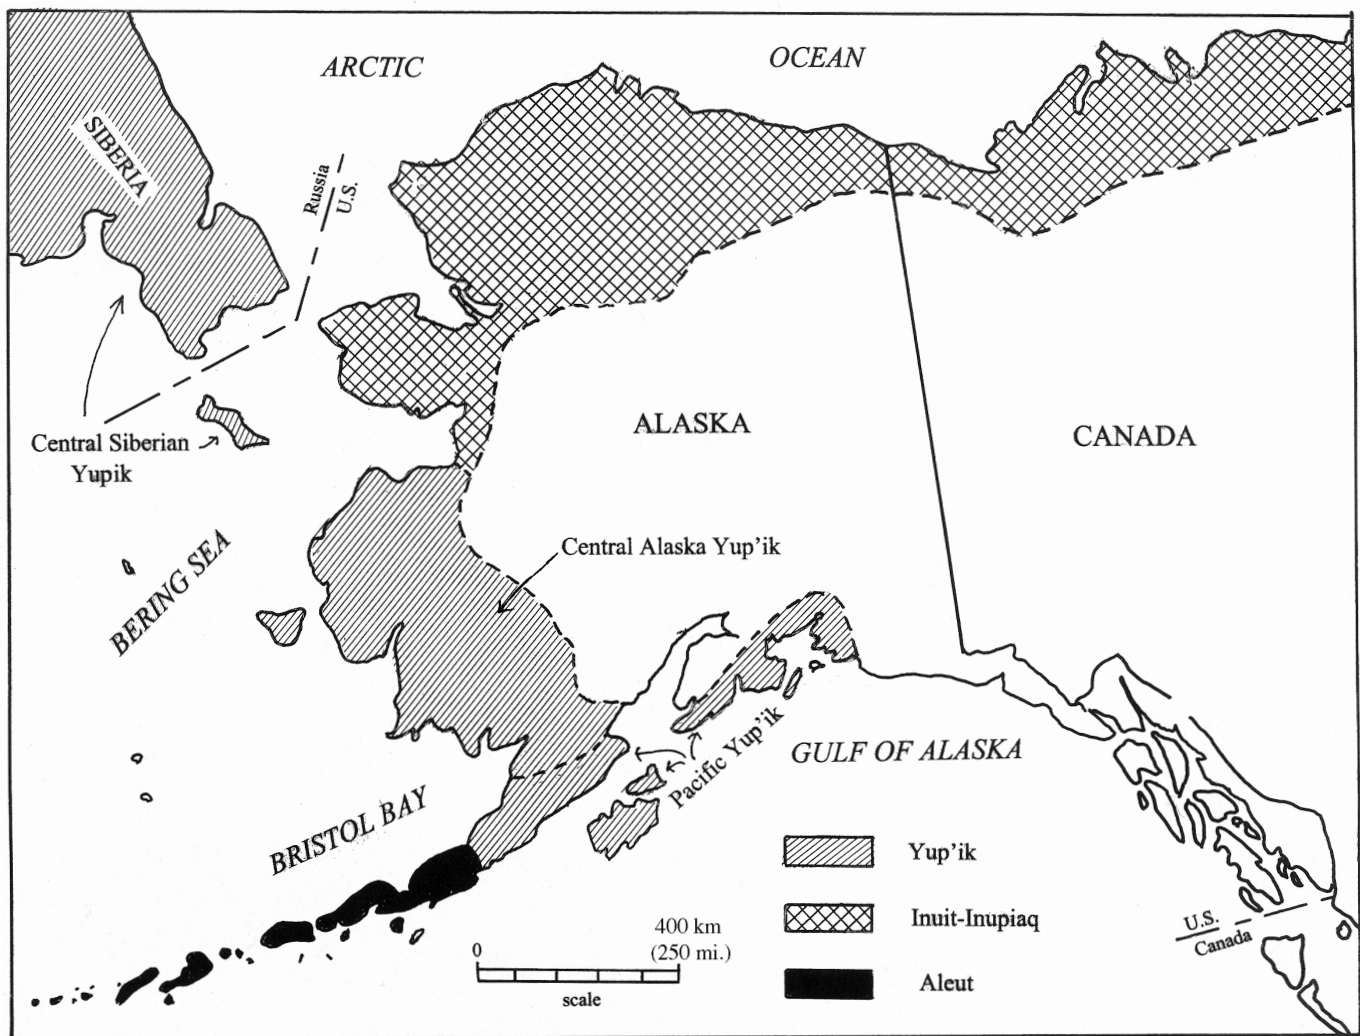 ARCTIC
OCEAN
SIBERIA
Russia
U.S.
ALASKA
CANADA
Central Siberian
Yupik
Central Alaska Yup’ik
BERING SEA
Pacific Yup’ik
GULF OF ALASKA
BRISTOL BAY
Yup’ik
Inuit-Inupiaq
Aleut
0
400 km
(250 mi.)
scale
U.S.
Canada